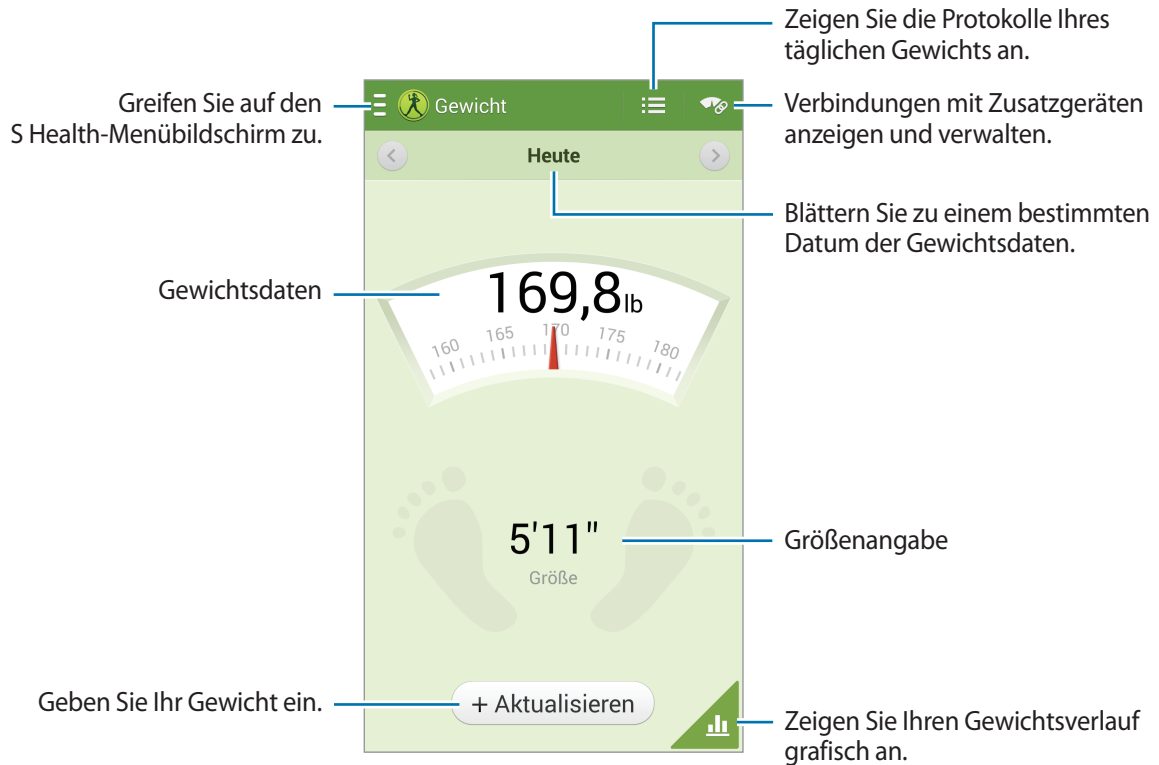 Zeigen Sie die Protokolle Ihres
täglichen Gewichts an.
Greifen Sie auf den
S Health-Menübildschirm zu.
Gewicht
Verbindungen mit Zusatzgeräten
anzeigen und verwalten.
Heute
Blättern Sie zu einem bestimmten
Datum der Gewichtsdaten.
Gewichtsdaten
169,8 lb
160 165 170 175 180
5'11"
Größe
Größenangabe
Geben Sie Ihr Gewicht ein.
+ Aktualisieren
Zeigen Sie Ihren Gewichtsverlauf
grafisch an.